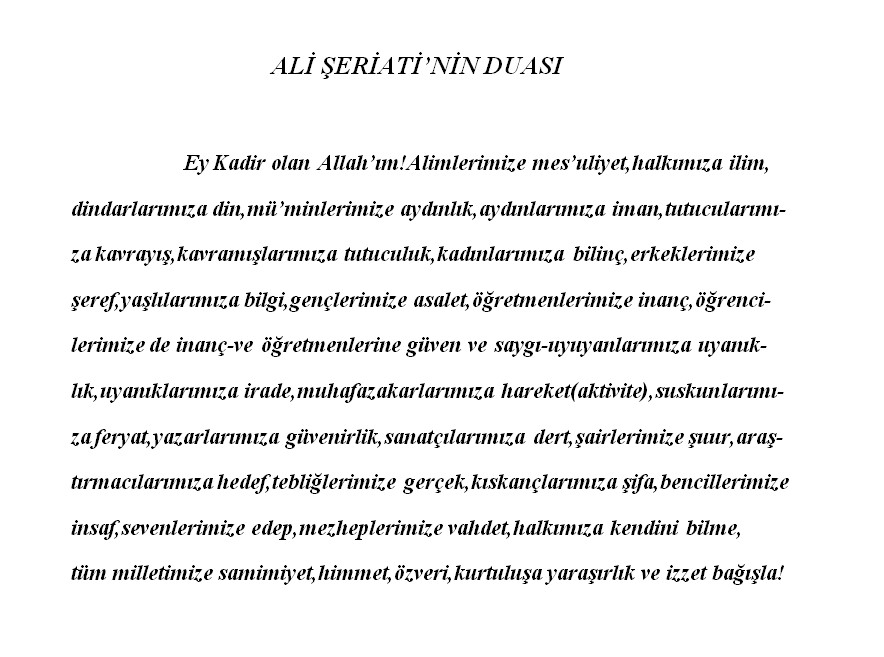 ALİ ŞERİATİ’NİN DUASI
Ey Kadir olan Allah’ım!Alimlerimize mes’uliyet,halkımıza ilim,
dindarlarımıza din,mü’minlerimize aydınlık,aydınlarımıza iman,tutucularımı-
za kavrayış,kavramışlarımıza tutuculuk,kadınlarımıza bilinç,erkeklerimize
şeref,yaşlılarımıza bilgi,gençlerimize asalet,öğretmenlerimize inanç,öğrenci-
lerimize de inanç-ve öğretmenlerine güven ve saygı-uyuyanlarımıza uyanık-
lık,uyanıklarımıza irade,muhafazakarlarımıza hareket(aktivite),suskunlarımı-
za feryat,yazarlarımıza güvenirlik,sanatçılarımıza dert,şairlerimize şuur,araş-
tırmacılarımıza hedef,tebliğlerimize gerçek,kıskançlarımıza şifa,bencillerimize
insaf,sevenlerimize edep,mezheplerimize vahdet,halkımıza kendini bilme,
tüm milletimize samimiyet,himmet,özveri,kurtuluşa yaraşırlık ve izzet bağışla!